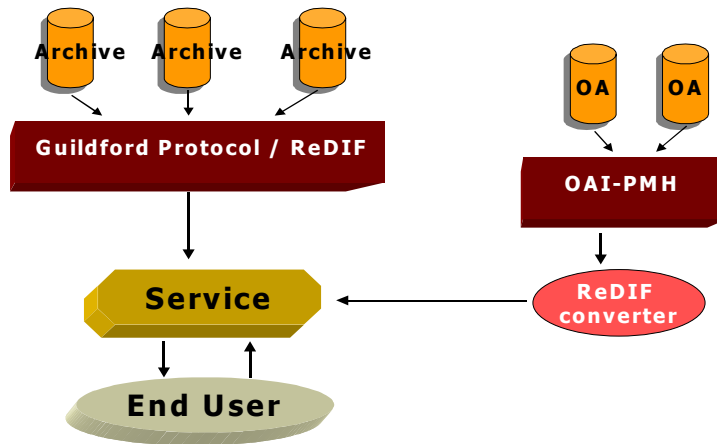 Archive
Archive
Archive
OA
OA
Guildford Protocol / ReDIF
OAI-PMH
Service
ReDIF
converter
End User